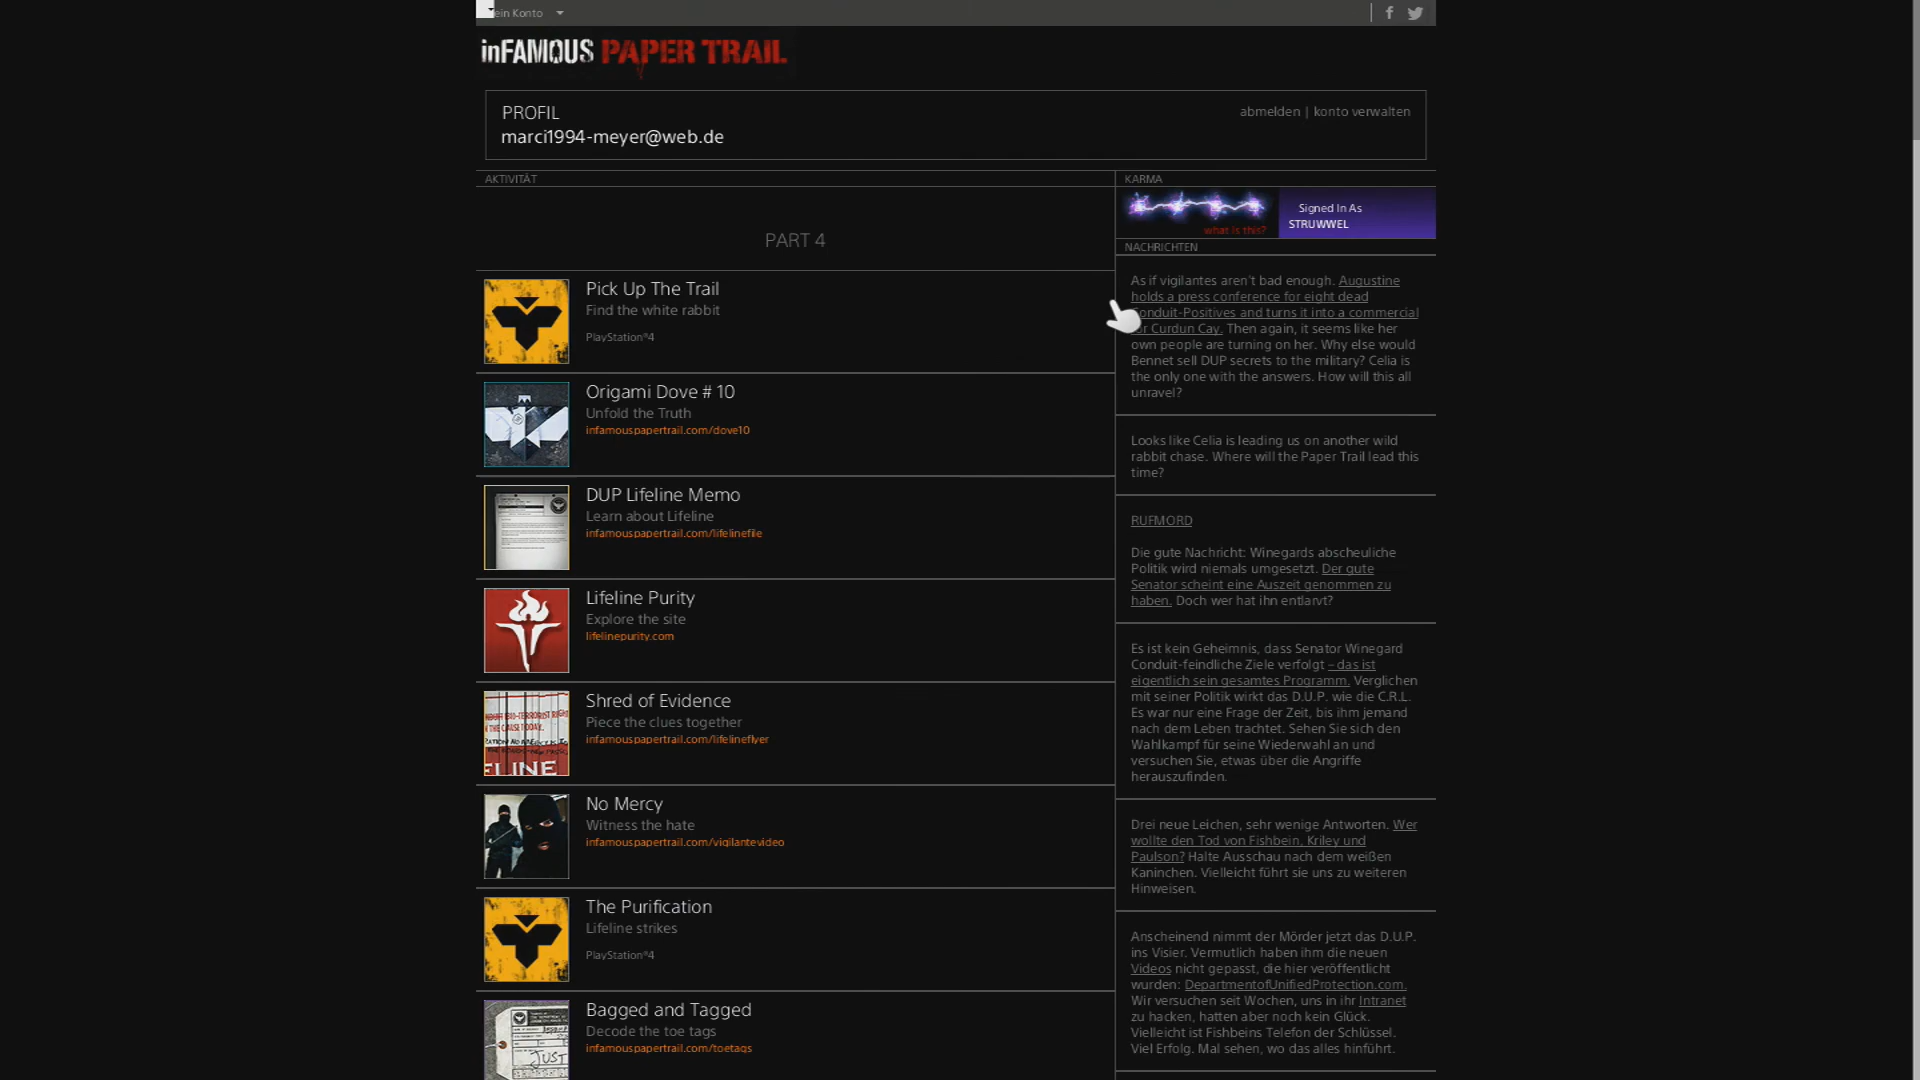 ein Konto
inFAMOUS PAPER TRAIL
PROFIL
marci1994-meyer@web.de
abmelden | konto verwalten
AKTIVITÄT
PART 4
Pick Up The Trail
Find the white rabbit
PlayStation®4
Origami Dove # 10
Unfold the Truth
infamouspapertrail.com/dove10
DUP Lifeline Memo
Learn about Lifeline
infamouspapertrail.com/lifelinefile
Lifeline Purity
Explore the site
lifelinepurity.com
Shred of Evidence
Piece the clues together
infamouspapertrail.com/lifelineflyer
No Mercy
Witness the hate
infamouspapertrail.com/vigilantevideo
The Purification
Lifeline strikes
PlayStation®4
Bagged and Tagged
Decode the toe tags
infamouspapertrail.com/toetags
JUST
KARMA
what is this?
Signed In As
STRUWWEL
NACHRICHTEN
As if vigilantes aren't bad enough. Augustine
holds a press conference for eight dead
Conduit-Positives and turns it into a commercial
for Curdun Cay. Then again, it seems like her
own people are turning on her. Why else would
Bennet sell DUP secrets to the military? Celia is
the only one with the answers. How will this all
unravel?
Looks like Celia is leading us on another wild
rabbit chase. Where will the Paper Trail lead this
time?
RUFMORD
Die gute Nachricht: Winegards abscheuliche
Politik wird niemals umgesetzt. Der gute
Senator scheint eine Auszeit genommen zu
haben. Doch wer hat ihn entlarvt?
Es ist kein Geheimnis, dass Senator Winegard
Conduit-feindliche Ziele verfolgt – das ist
eigentlich sein gesamtes Programm. Verglichen
mit seiner Politik wirkt das D.U.P. wie die C.R.L.
Es war nur eine Frage der Zeit, bis ihm jemand
nach dem Leben trachtet. Sehen Sie sich den
Wahlkampf für seine Wiederwahl an und
versuchen Sie, etwas über die Angriffe
herauszufinden.
Drei neue Leichen, sehr wenige Antworten. Wer
wollte den Tod von Fishbein, Kriley und
Paulson? Halte Ausschau nach dem weißen
Kaninchen. Vielleicht führt sie uns zu weiteren
Hinweisen.
Anscheinend nimmt der Mörder jetzt das D.U.P.
ins Visier. Vermutlich haben ihm die neuen
Videos nicht gepasst, die hier veröffentlicht
wurden: DepartmentofUnifiedProtection.com.
Wir versuchen seit Wochen, uns in ihr Intranet
zu hacken, hatten aber noch kein Glück.
Vielleicht ist Fishbeins Telefon der Schlüssel.
Viel Erfolg. Mal sehen, wo das alles hinführt.